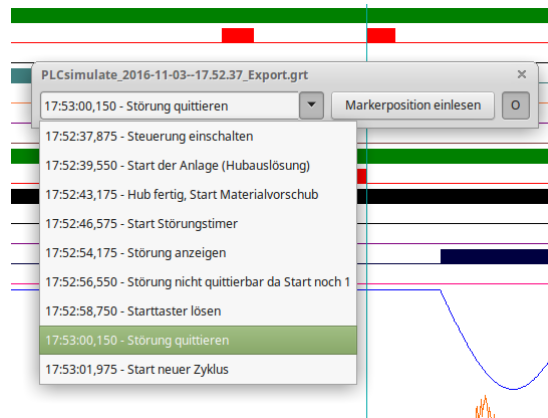 PLCsimulate_2016-11-03--17.52.37_Export.grt
17:53:00,150 - Störung quittieren Markerposition einlesen O
17:52:37,875 - Steuerung einschalten
17:52:39,550 - Start der Anlage (Hubauslösung)
17:52:43,175 - Hub fertig, Start Materialvorschub
17:52:46,575 - Start Störungstimer
17:52:54,175 - Störung anzeigen
17:52:56,550 - Störung nicht quittierbar da Start noch 1
17:52:58,750 - Starttaster lösen
17:53:00,150 - Störung quittieren
17:53:01,975 - Start neuer Zyklus